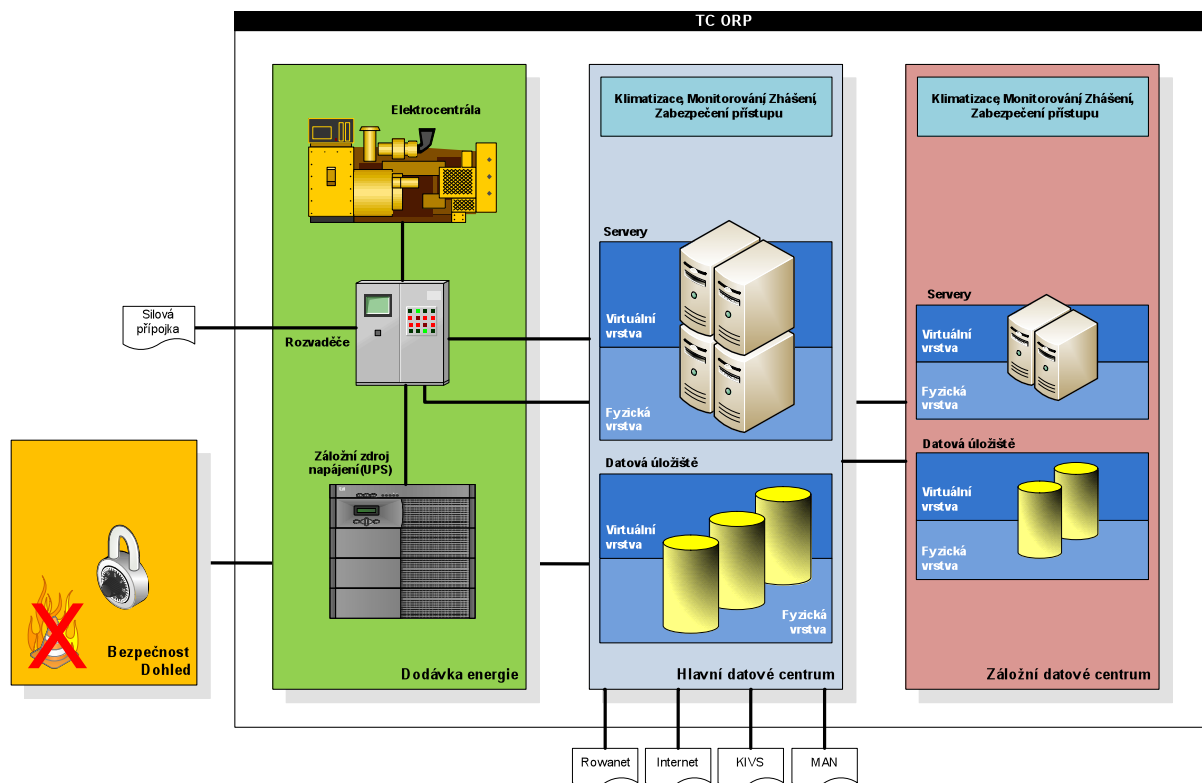 TC ORP
Elektrocentrála
Silová
přípojka
Rozvaděče
Záložní zdroj
napájení(UPS)
Dodávka energie
Bezpečnost
Dohled
Klimatizace, Monitorování, Zhášení,
Zabezpečení přístupu
Servery
Virtuální
vrstva
Fyzická
vrstva
Datová úložiště
Virtuální
vrstva
Fyzická
vrstva
Hlavní datové centrum
Klimatizace, Monitorování, Zhášení,
Zabezpečení přístupu
Servery
Virtuální
vrstva
Fyzická
vrstva
Datová úložiště
Virtuální
vrstva
Fyzická
vrstva
Záložní datové centrum
Rowanet
Internet
KIVS
MAN